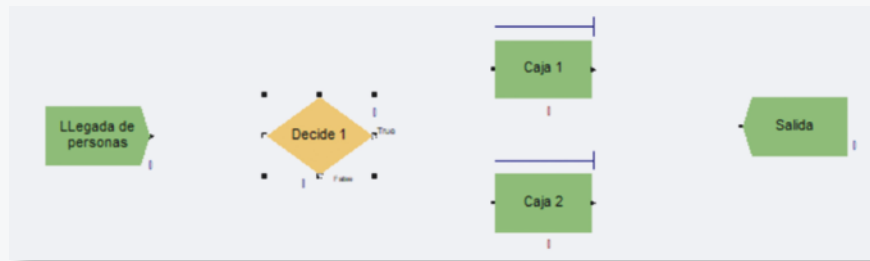 LLegada de
personas
Decide 1
True
False
Caja 1
Caja 2
Salida